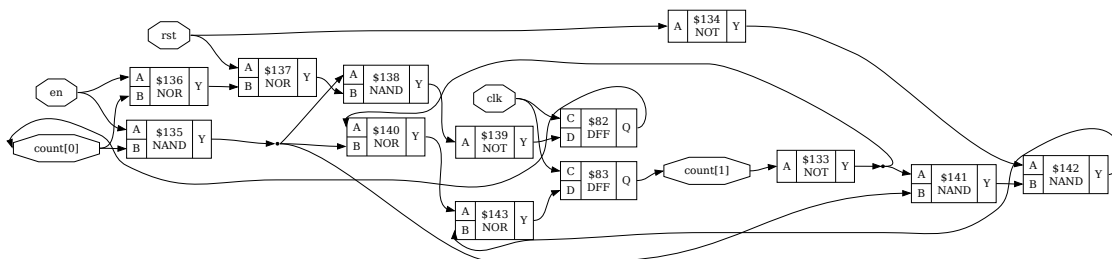 rst
A $134 Y
NOT
en
A $136 Y
B NOR
A $137 Y
B NOR
A $138 Y
B NAND
clk
C $82 Q
D DFF
count[0]
A $135 Y
B NAND
A $140 Y
B NOR
A $139 Y
NOT
C $83 Q
D DFF
count[1]
A $133 Y
NOT
A $141 Y
B NAND
A $142 Y
B NAND
A $143 Y
B NOR